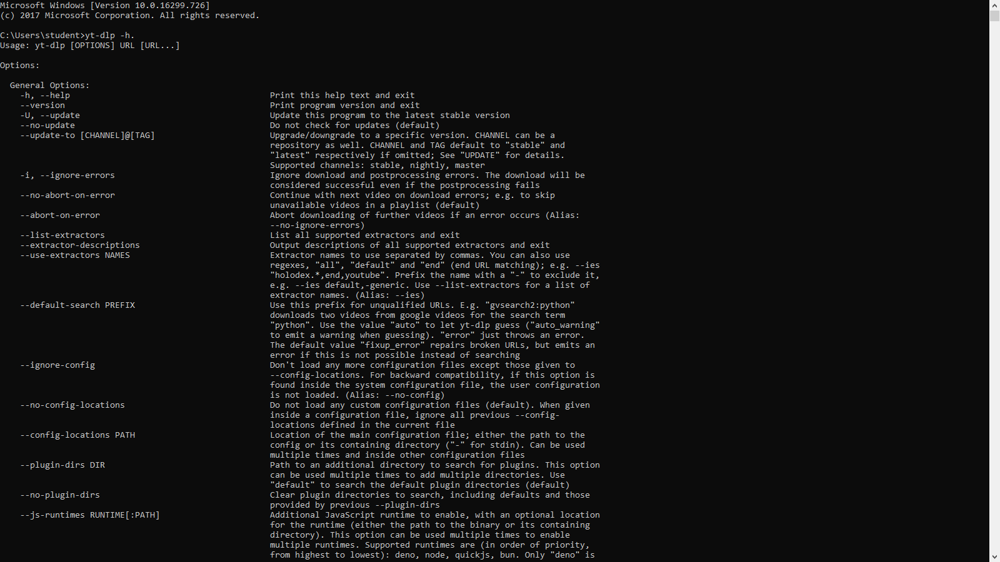 Microsoft Windows [Version 10.0.16299.726]
(c) 2017 Microsoft Corporation. All rights reserved.

C:\Users\student>yt-dlp -h.
Usage: yt-dlp [OPTIONS] URL [URL...]

Options:

  General Options:
    -h, --help                                    Print this help text and exit
    --version                                     Print program version and exit
    -U, --update                                  Update this program to the latest stable version
    --no-update                                   Do not check for updates (default)
    --update-to [CHANNEL]@[TAG]                   Upgrade/downgrade to a specific version. CHANNEL can be a
                                                  repository as well. CHANNEL and TAG default to "stable" and
                                                  "latest" respectively if omitted; See "UPDATE" for details.
                                                  Supported channels: stable, nightly, master
    -i, --ignore-errors                           Ignore download and postprocessing errors. The download will be
                                                  considered successful even if the postprocessing fails
    --no-abort-on-error                           Continue with next video on download errors; e.g. to skip
                                                  unavailable videos in a playlist (default)
    --abort-on-error                              Abort downloading of further videos if an error occurs (Alias:
                                                  --no-ignore-errors)
    --list-extractors                             List all supported extractors and exit
    --extractor-descriptions                      Output descriptions of all supported extractors and exit
    --use-extractors NAMES                        Extractor names to use separated by commas. You can also use
                                                  regexes, "all", "default" and "end" (end URL matching); e.g. --ies
                                                  "holodex.*,end,youtube". Prefix the name with a "-" to exclude it,
                                                  e.g. --ies default,-generic. Use --list-extractors for a list of
                                                  extractor names. (Alias: --ies)
    --default-search PREFIX                       Use this prefix for unqualified URLs. E.g. "gvsearch2:python"
                                                  downloads two videos from google videos for the search term
                                                  "python". Use the value "auto" to let yt-dlp guess ("auto_warning"
                                                  to emit a warning when guessing). "error" just throws an error.
                                                  The default value "fixup_error" repairs broken URLs, but emits an
                                                  error if this is not possible instead of searching
    --ignore-config                               Don't load any more configuration files except those given to
                                                  --config-locations. For backward compatibility, if this option is
                                                  found inside the system configuration file, the user configuration
                                                  is not loaded. (Alias: --no-config)
    --no-config-locations                         Do not load any custom configuration files (default). When given
                                                  inside a configuration file, ignore all previous --config-
                                                  locations defined in the current file
    --config-locations PATH                       Location of the main configuration file; either the path to the
                                                  config or its containing directory ("-" for stdin). Can be used
                                                  multiple times and inside other configuration files
    --plugin-dirs DIR                             Path to an additional directory to search for plugins. This option
                                                  can be used multiple times to add multiple directories. Use
                                                  "default" to search the default plugin directories (default)
    --no-plugin-dirs                              Clear plugin directories to search, including defaults and those
                                                  provided by previous --plugin-dirs
    --js-runtimes RUNTIME[:PATH]                  Additional JavaScript runtime to enable, with an optional location
                                                  for the runtime (either the path to the binary or its containing
                                                  directory). This option can be used multiple times to enable
                                                  multiple runtimes. Supported runtimes are (in order of priority,
                                                  from highest to lowest): deno, node, quickjs, bun. Only "deno" is